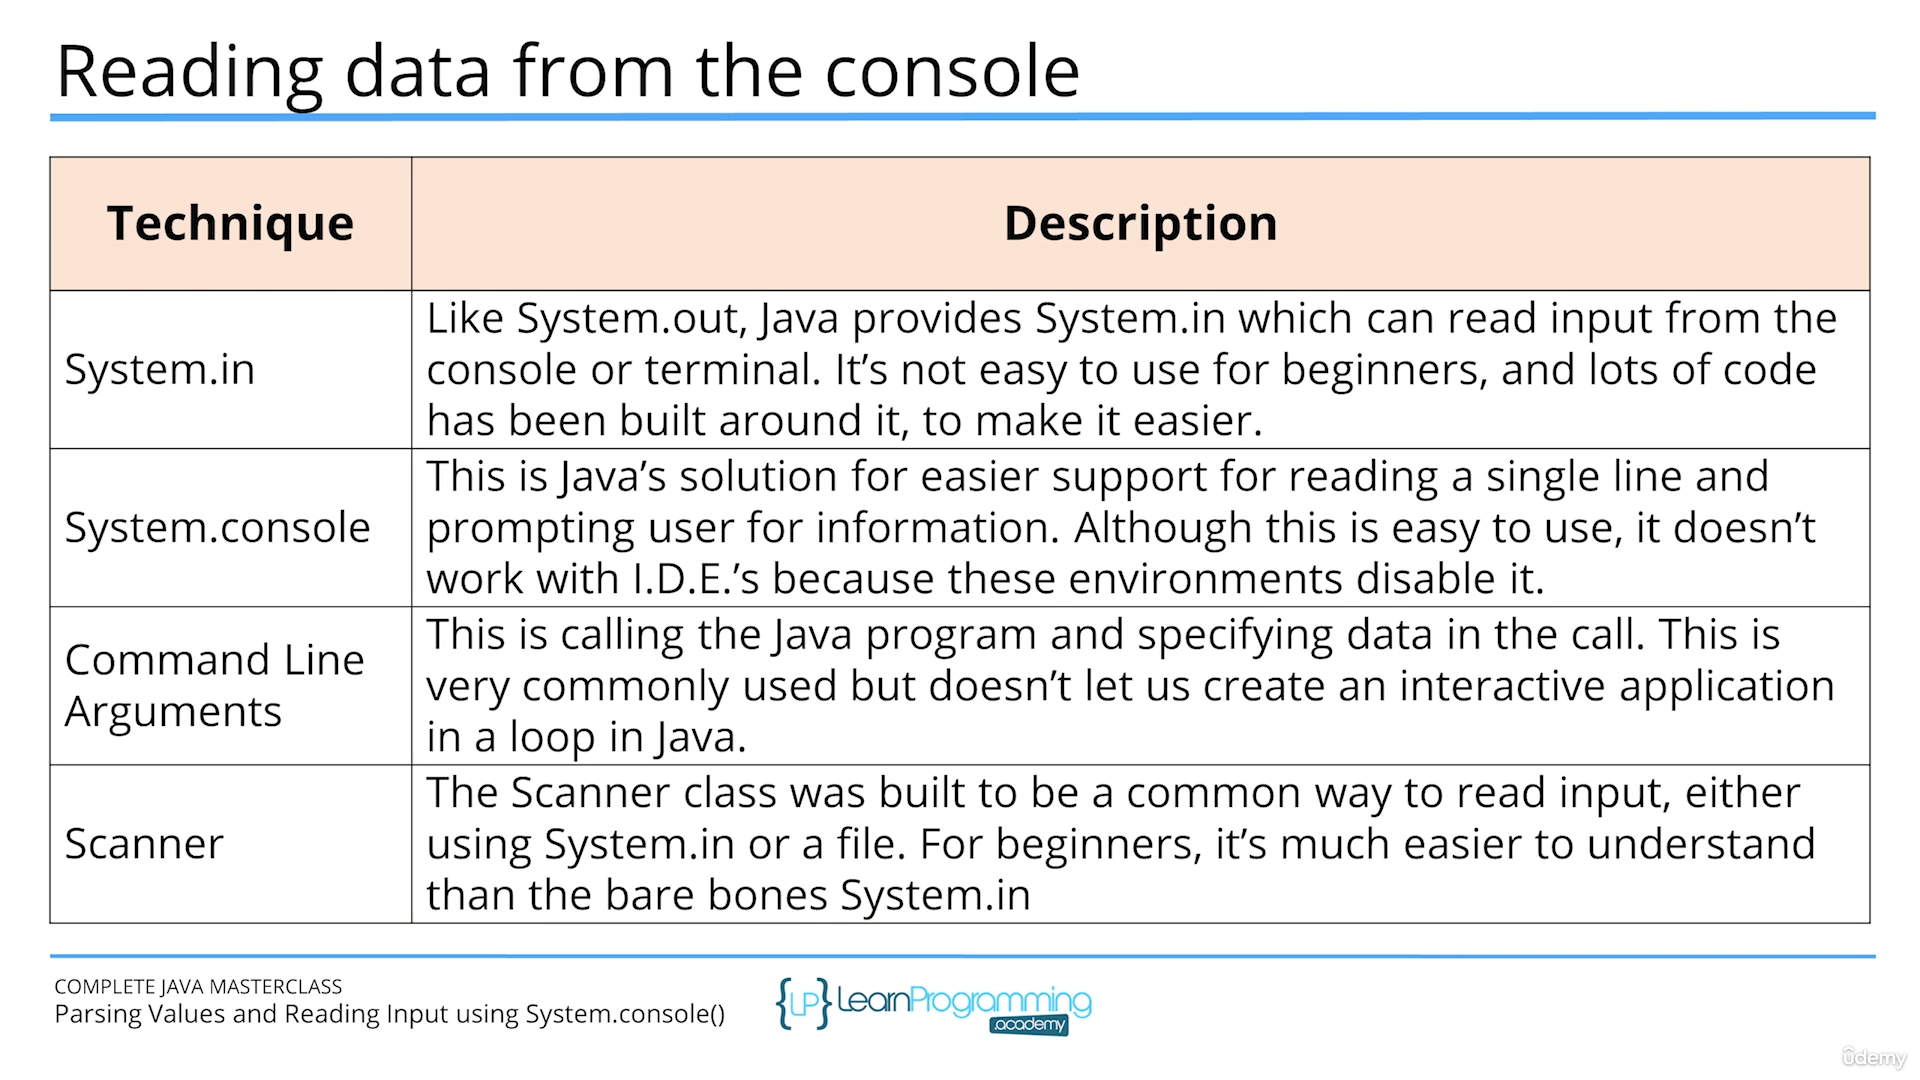 Reading data from the console
Technique
Description
System.in
Like System.out, Java provides System.in which can read input from the
console or terminal. It’s not easy to use for beginners, and lots of code
has been built around it, to make it easier.
System.console
This is Java’s solution for easier support for reading a single line and
prompting user for information. Although this is easy to use, it doesn’t
work with I.D.E.’s because these environments disable it.
Command Line
Arguments
This is calling the Java program and specifying data in the call. This is
very commonly used but doesn’t let us create an interactive application
in a loop in Java.
Scanner
The Scanner class was built to be a common way to read input, either
using System.in or a file. For beginners, it’s much easier to understand
than the bare bones System.in
COMPLETE JAVA MASTERCLASS
Parsing Values and Reading Input using System.console()
{LP} LearnProgramming
.academy
ûdemy